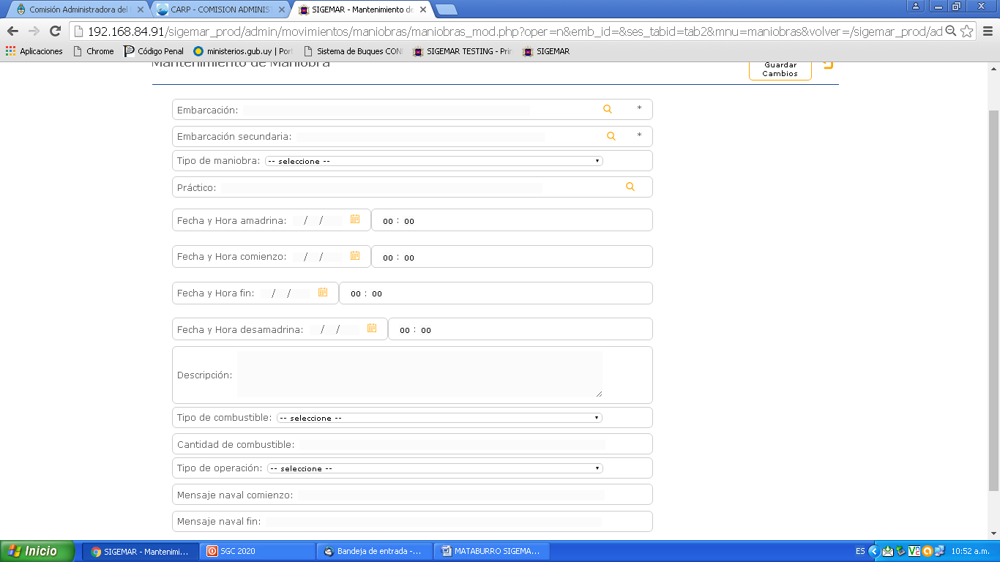 Comisión Administradora del
CARP - COMISION ADMINIS
SIGEMAR - Mantenimiento de
192.168.84.91/sigemar_prod/admin/movimientos/maniobras/maniobras_mod.php?oper=n&emb_id=&ses_tabid=tab2&mnu=maniobras&volver=/sigemar_prod/ad
Aplicaciones Chrome Código Penal ministerios.gub.uy | Por Sistema de Buques CON SIGEMAR TESTING - Prin SIGEMAR
Mantenimiento de Maniobra
Guardar
Cambios
Embarcación: *
Embarcación secundaria: *
Tipo de maniobra: -- seleccione --
Práctico:
Fecha y Hora amadrina: / / 00 : 00
Fecha y Hora comienzo: / / 00 : 00
Fecha y Hora fin: / / 00 : 00
Fecha y Hora desamadrina: / / 00 : 00
Descripción:
Tipo de combustible: -- seleccione --
Cantidad de combustible:
Tipo de operación: -- seleccione --
Mensaje naval comienzo:
Mensaje naval fin:
Inicio SIGEMAR - Mantenimi... SGC 2020 Bandeja de entrada -... MATABURRO SIGEMA... ES 10:52 a.m.